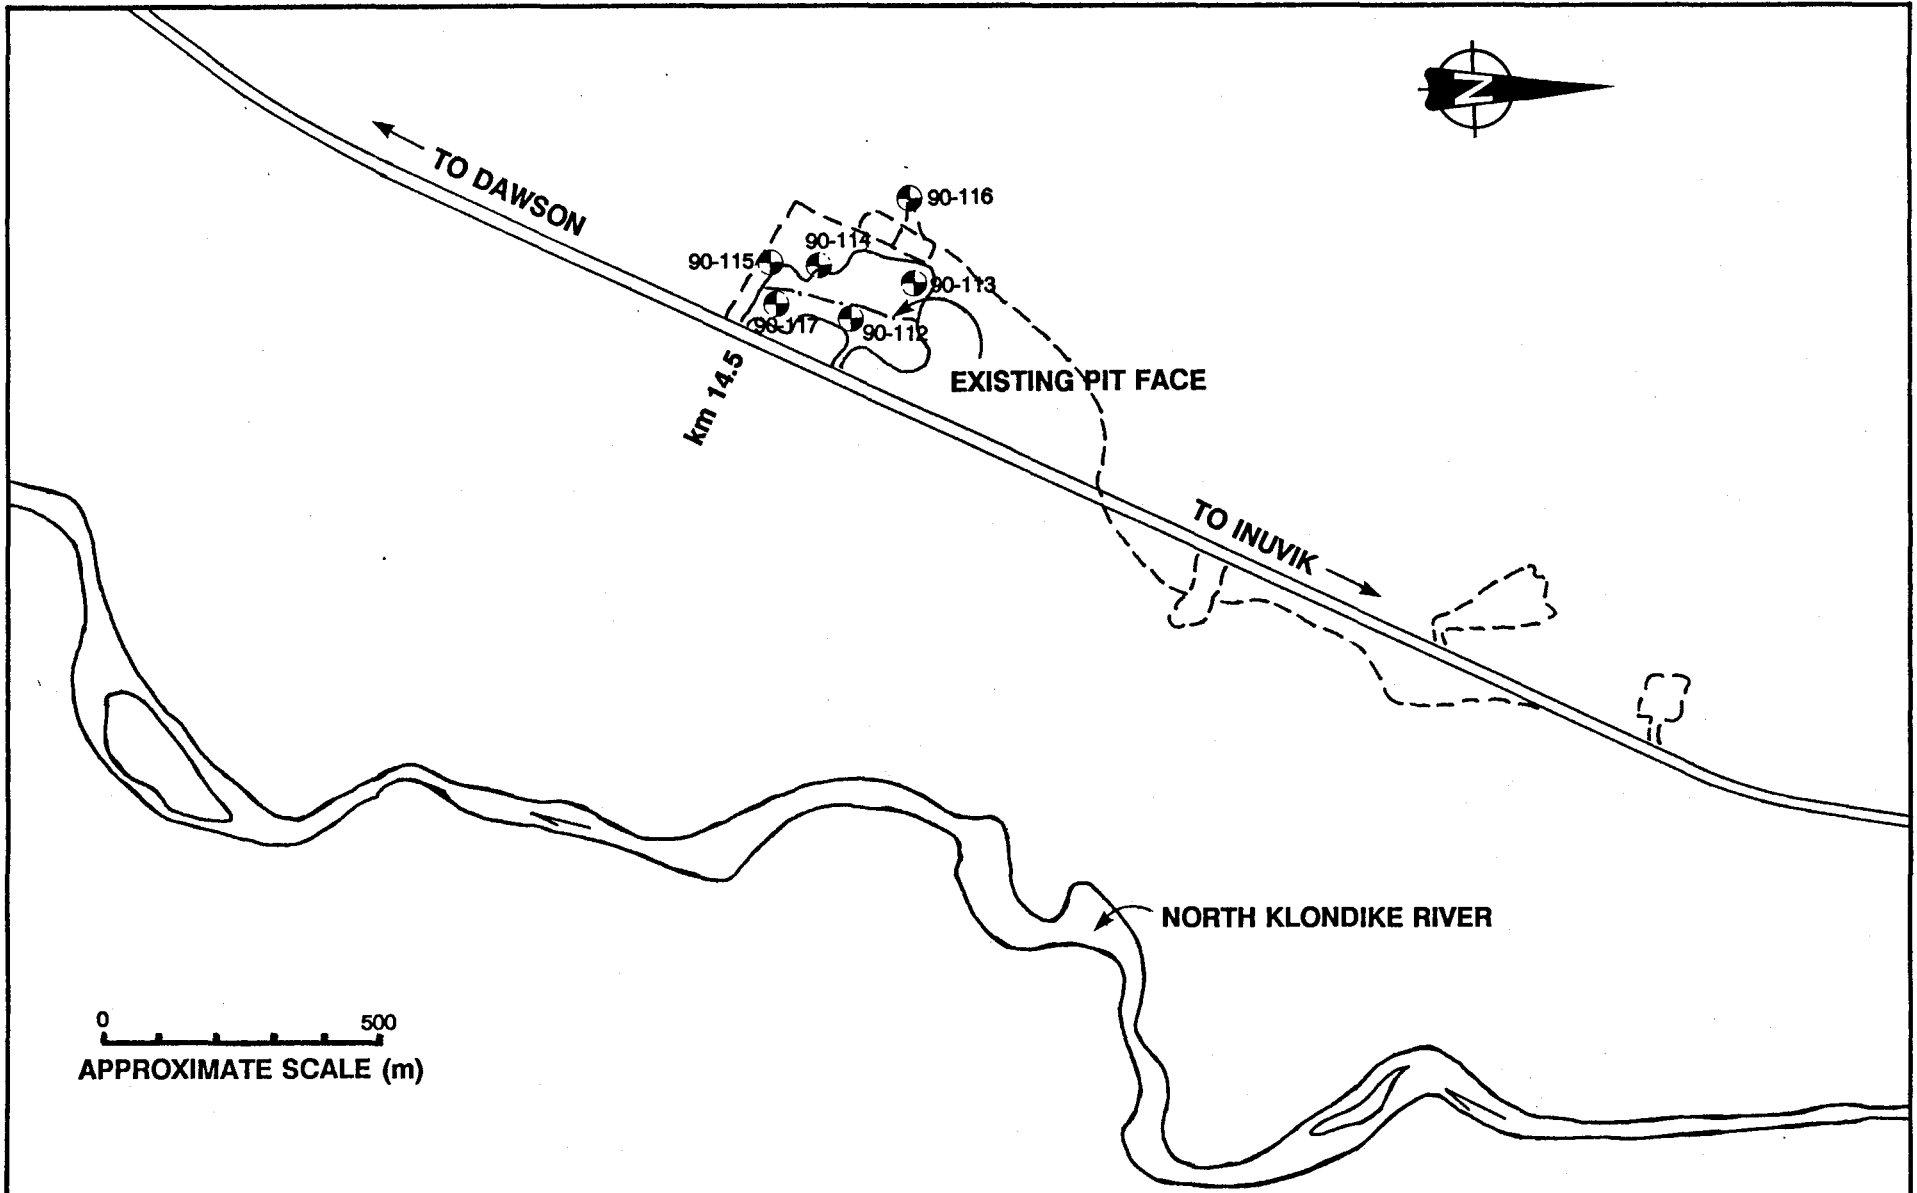 N
TO DAWSON
90-116
90-114
90-115
90-113
90-117
90-112
EXISTING PIT FACE
km 14.5
TO INUVIK
NORTH KLONDIKE RIVER
0 500
APPROXIMATE SCALE (m)